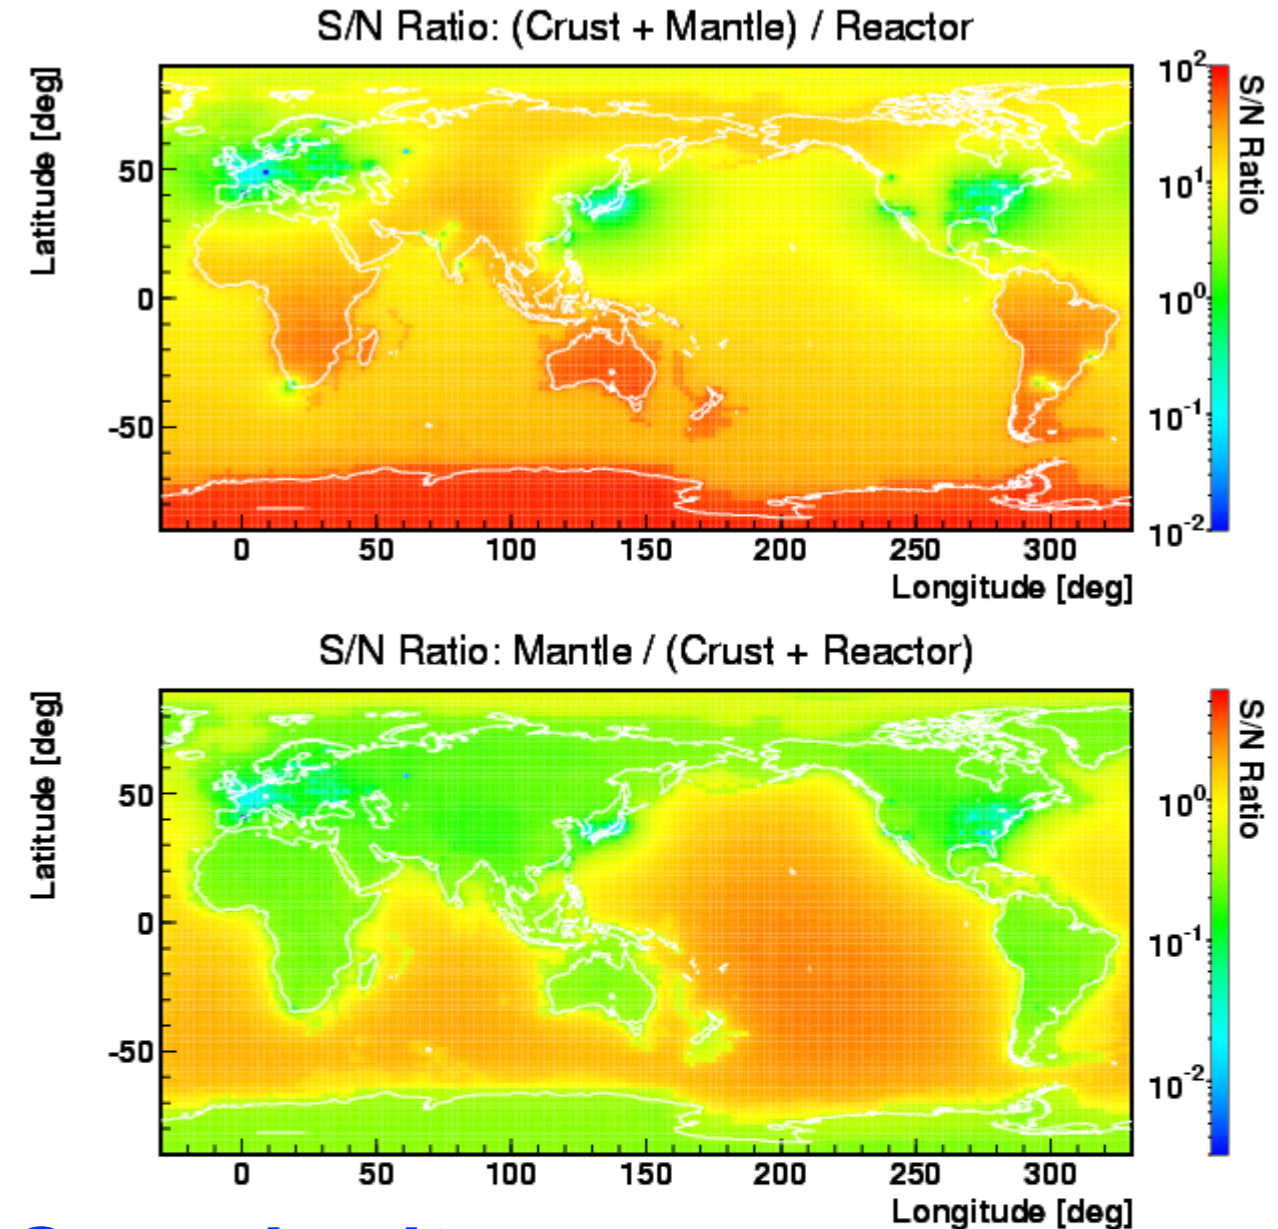 S/N Ratio: (Crust + Mantle) / Reactor
Latitude [deg]
50
0
-50
0 50 100 150 200 250 300
Longitude [deg]
10²
10¹
10⁰
10⁻¹
10⁻²
S/N Ratio
S/N Ratio: Mantle / (Crust + Reactor)
Latitude [deg]
50
0
-50
0 50 100 150 200 250 300
Longitude [deg]
10⁰
10⁻¹
10⁻²
S/N Ratio